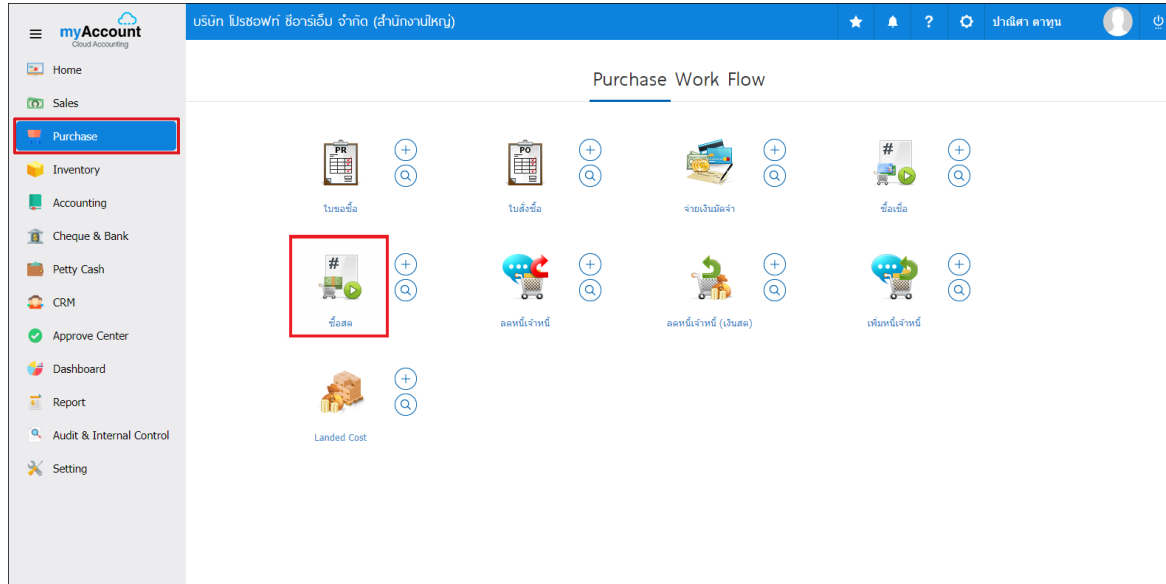 myAccount
Cloud Accounting
บริษัท โปรซอฟท์ ซีอาร์เอ็ม จำกัด (สำนักงานใหญ่)
?
ปาณิศา ตาทูน
Home
Sales
Purchase
Inventory
Accounting
Cheque & Bank
Petty Cash
CRM
Approve Center
Dashboard
Report
Audit & Internal Control
Setting
Purchase Work Flow
PR
ใบขอซื้อ
PO
ใบสั่งซื้อ
จ่ายเงินมัดจำ
#
ซื้อเชื่อ
#
ซื้อสด
ลดหนี้เจ้าหนี้
ลดหนี้เจ้าหนี้ (เงินสด)
เพิ่มหนี้เจ้าหนี้
Landed Cost